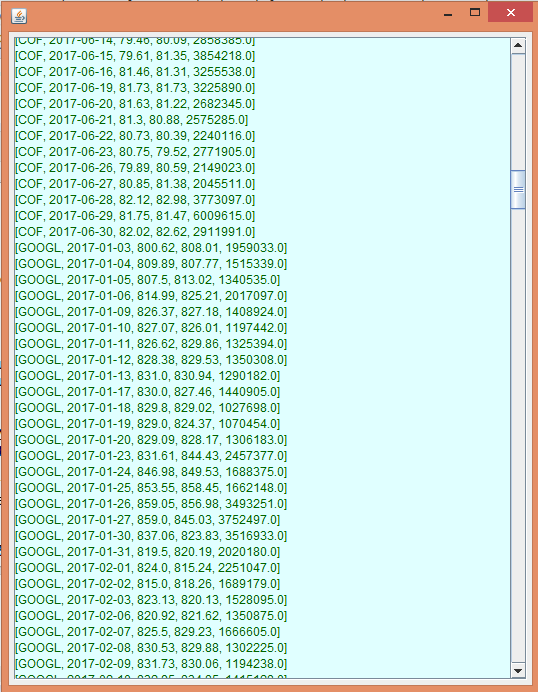 [COF, 2017-06-14, 79.46, 80.09, 2858385.0]
[COF, 2017-06-15, 79.61, 81.35, 3854218.0]
[COF, 2017-06-16, 81.46, 81.31, 3255538.0]
[COF, 2017-06-19, 81.73, 81.73, 3225890.0]
[COF, 2017-06-20, 81.63, 81.22, 2682345.0]
[COF, 2017-06-21, 81.3, 80.88, 2575285.0]
[COF, 2017-06-22, 80.73, 80.39, 2240116.0]
[COF, 2017-06-23, 80.75, 79.52, 2771905.0]
[COF, 2017-06-26, 79.89, 80.59, 2149023.0]
[COF, 2017-06-27, 80.85, 81.38, 2045511.0]
[COF, 2017-06-28, 82.12, 82.98, 3773097.0]
[COF, 2017-06-29, 81.75, 81.47, 6009615.0]
[COF, 2017-06-30, 82.02, 82.62, 2911991.0]
[GOOGL, 2017-01-03, 800.62, 808.01, 1959033.0]
[GOOGL, 2017-01-04, 809.89, 807.77, 1515339.0]
[GOOGL, 2017-01-05, 807.5, 813.02, 1340535.0]
[GOOGL, 2017-01-06, 814.99, 825.21, 2017097.0]
[GOOGL, 2017-01-09, 826.37, 827.18, 1408924.0]
[GOOGL, 2017-01-10, 827.07, 826.01, 1197442.0]
[GOOGL, 2017-01-11, 826.62, 829.86, 1325394.0]
[GOOGL, 2017-01-12, 828.38, 829.53, 1350308.0]
[GOOGL, 2017-01-13, 831.0, 830.94, 1290182.0]
[GOOGL, 2017-01-17, 830.0, 827.46, 1440905.0]
[GOOGL, 2017-01-18, 829.8, 829.02, 1027698.0]
[GOOGL, 2017-01-19, 829.0, 824.37, 1070454.0]
[GOOGL, 2017-01-20, 829.09, 828.17, 1306183.0]
[GOOGL, 2017-01-23, 831.61, 844.43, 2457377.0]
[GOOGL, 2017-01-24, 846.98, 849.53, 1688375.0]
[GOOGL, 2017-01-25, 853.55, 858.45, 1662148.0]
[GOOGL, 2017-01-26, 859.05, 856.98, 3493251.0]
[GOOGL, 2017-01-27, 859.0, 845.03, 3752497.0]
[GOOGL, 2017-01-30, 837.06, 823.83, 3516933.0]
[GOOGL, 2017-01-31, 819.5, 820.19, 2020180.0]
[GOOGL, 2017-02-01, 824.0, 815.24, 2251047.0]
[GOOGL, 2017-02-02, 815.0, 818.26, 1689179.0]
[GOOGL, 2017-02-03, 823.13, 820.13, 1528095.0]
[GOOGL, 2017-02-06, 820.92, 821.62, 1350875.0]
[GOOGL, 2017-02-07, 825.5, 829.23, 1666605.0]
[GOOGL, 2017-02-08, 830.53, 829.88, 1302225.0]
[GOOGL, 2017-02-09, 831.73, 830.06, 1194238.0]